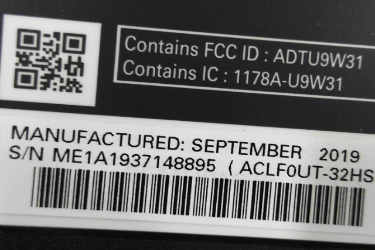 Contains FCC ID : ADTU9W31
Contains IC : 1178A-U9W31
MANUFACTURED: SEPTEMBER 2019
S/N ME1A1937148895 ( ACLF0UT-32HS